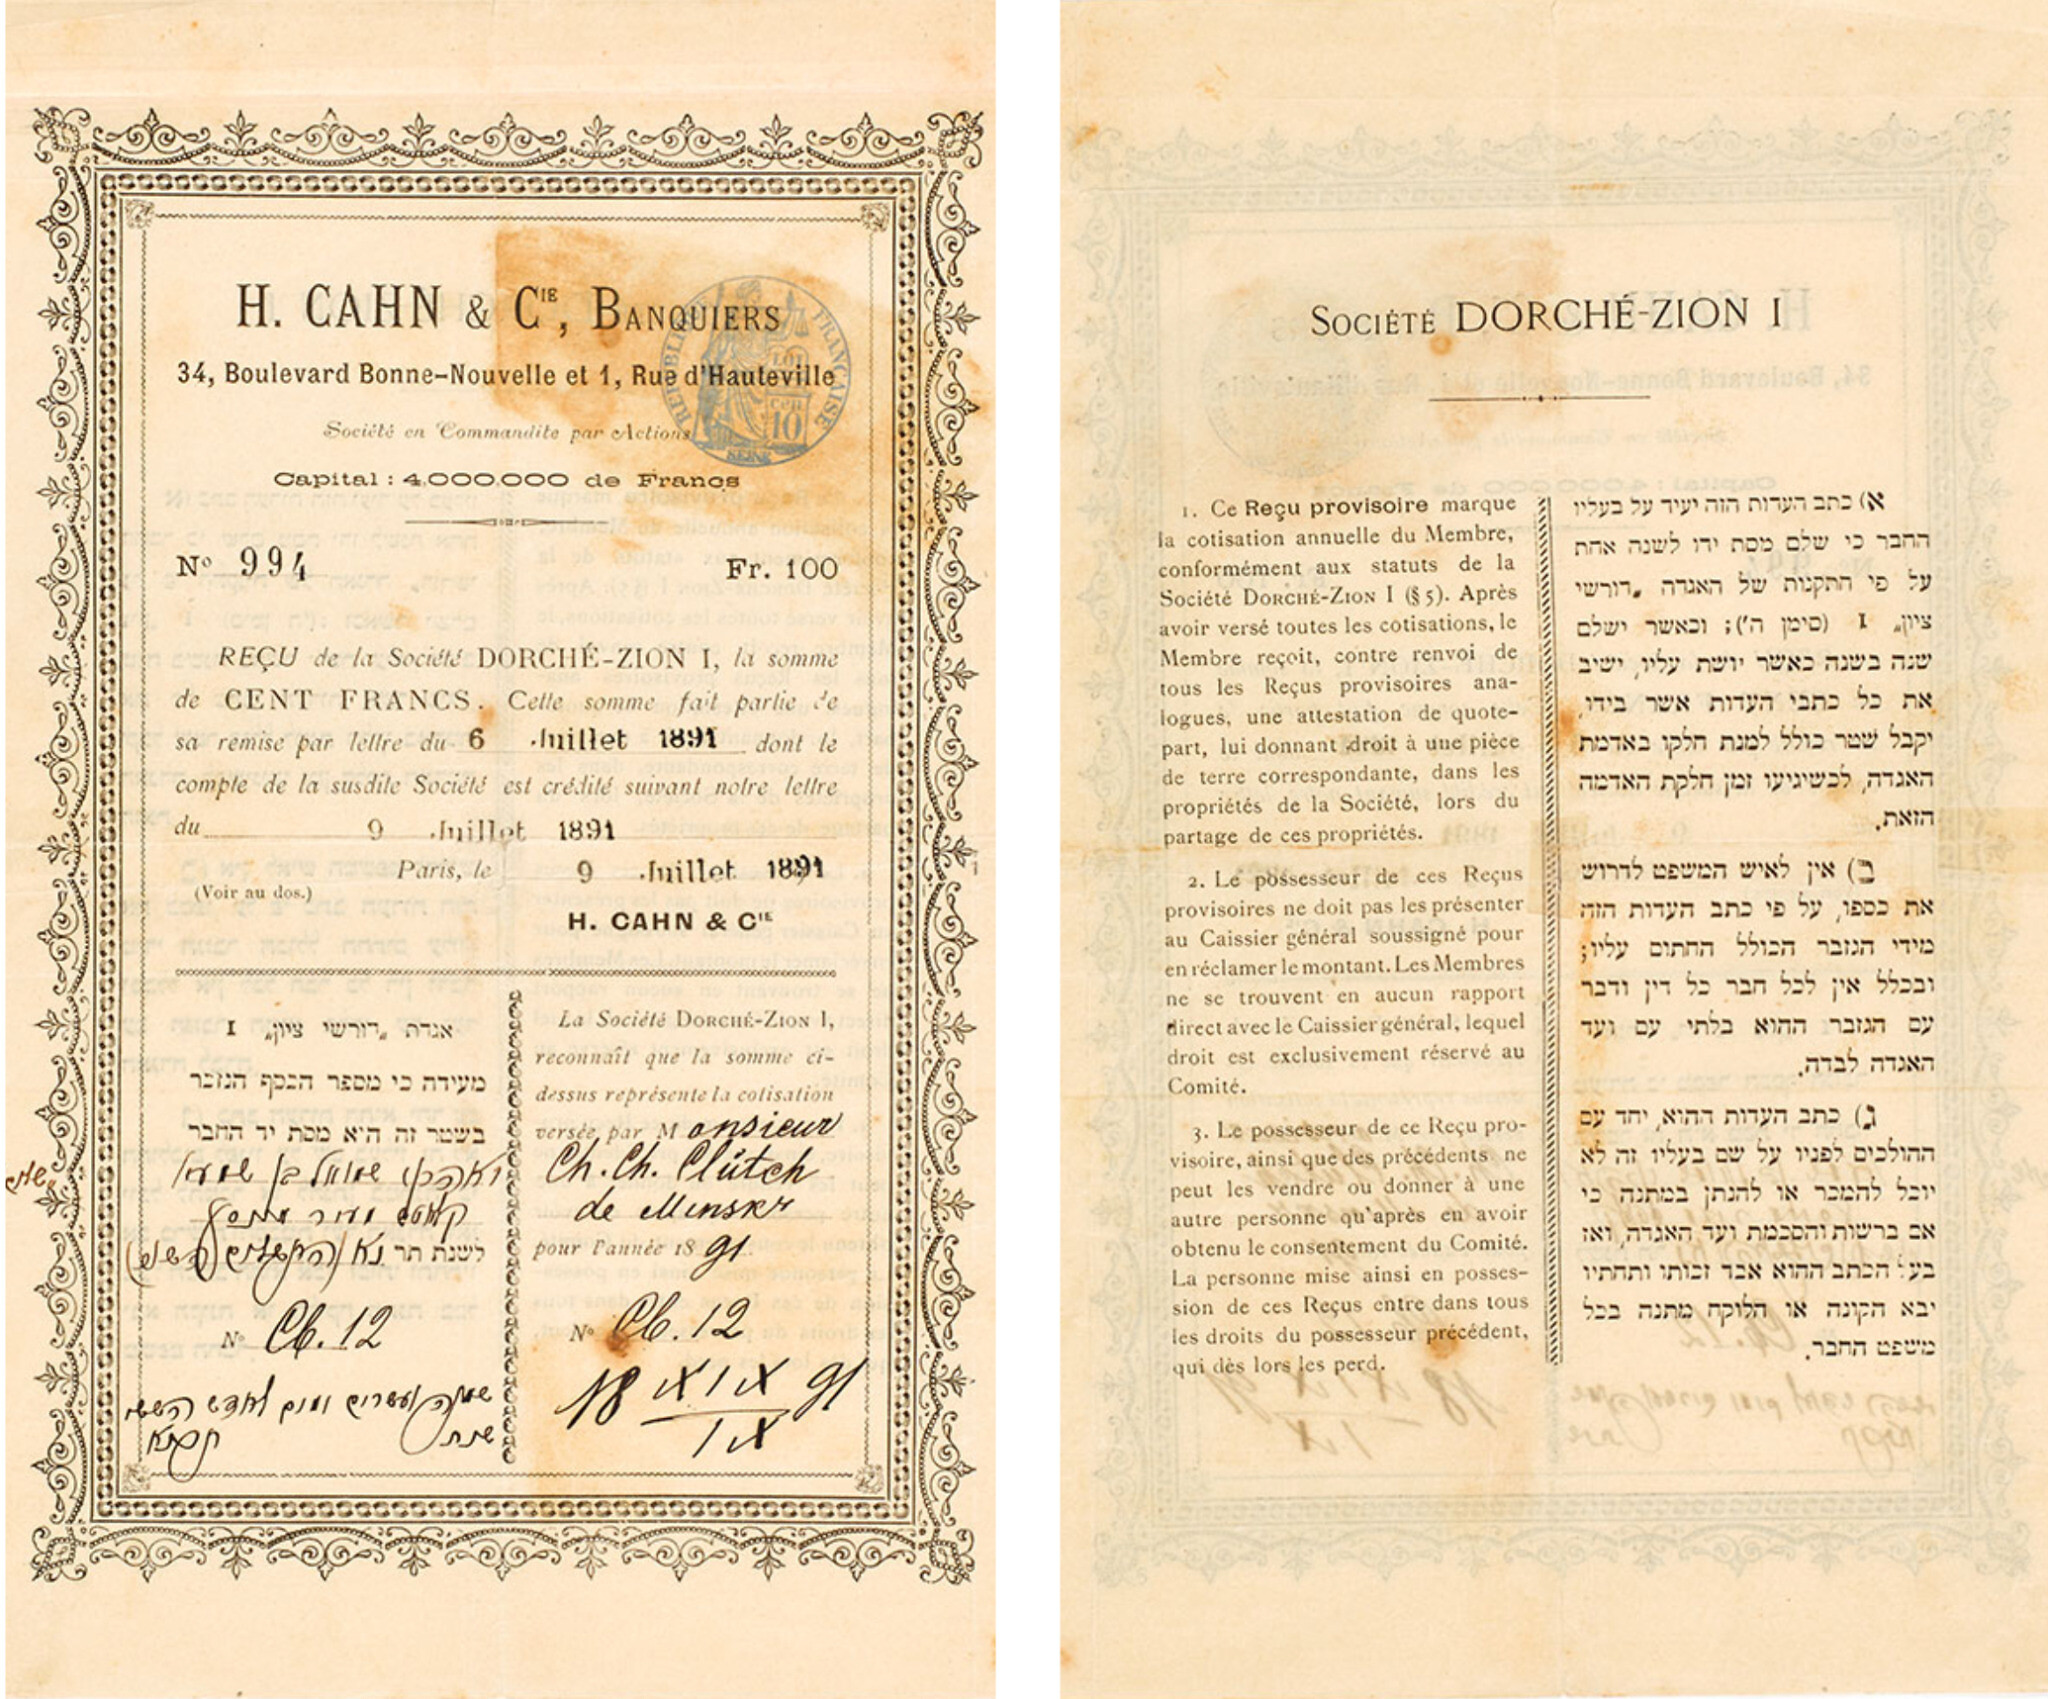 H. CAHN & Cᴵᴱ, BANQUIERS
34, Boulevard Bonne-Nouvelle et 1, Rue d'Hauteville
Société en Commandite par Actions
Capital : 4.000.000 de Francs
RÉPUBLIQUE FRANÇAISE
10
SEINE
Nº 994 Fr. 100
REÇU de la Société DORCHÉ-ZION I, la somme
de CENT FRANCS. Cette somme fait partie de
sa remise par lettre du 6 Juillet 1891 dont le
compte de la susdite Société est crédité suivant notre lettre
du 9 Juillet 1891
Paris, le 9 Juillet 1891
(Voir au dos.)
H. CAHN & Cᴵᴱ
אגדת „דורשי ציון" I
מעידה כי מספר הכסף הנזכר
בשטר זה היא מסת יד החבר
לשנת תר נא
Nº Cb. 12
La Société DORCHÉ-ZION I,
reconnaît que la somme ci-
dessus représente la cotisation
versée par Monsieur
Ch. Ch. Clütch
de Minsk
pour l'année 1891
Nº Cb. 12
18 91
SOCIÉTÉ DORCHÉ-ZION I
1. Ce Reçu provisoire marque
la cotisation annuelle du Membre,
conformément aux statuts de la
Société DORCHÉ-ZION I (§ 5). Après
avoir versé toutes les cotisations, le
Membre reçoit, contre renvoi de
tous les Reçus provisoires ana-
logues, une attestation de quote-
part, lui donnant droit à une pièce
de terre correspondante, dans les
propriétés de la Société, lors du
partage de ces propriétés.
2. Le possesseur de ces Reçus
provisoires ne doit pas les présenter
au Caissier général soussigné pour
en réclamer le montant. Les Membres
ne se trouvent en aucun rapport
direct avec le Caissier général, lequel
droit est exclusivement réservé au
Comité.
3. Le possesseur de ce Reçu pro-
visoire, ainsi que des précédents ne
peut les vendre ou donner à une
autre personne qu'après en avoir
obtenu le consentement du Comité.
La personne mise ainsi en posses-
sion de ces Reçus entre dans tous
les droits du possesseur précédent,
qui dès lors les perd.
א) כתב העדות הזה יעיד על בעליו
החבר כי שלם מסת ידו לשנה אחת
על פי התקנות של האגדה „דורשי
ציון" I (סימן ה'); וכאשר ישלם
שנה בשנה כאשר יושת עליו, ישיב
את כל כתבי העדות אשר בידו,
יקבל שטר כולל למנת חלקו באדמת
האגדה, לכשיגיעו זמן חלקת האדמה
הזאת.
ב) אין לאיש המשפט לדרוש
את כספו, על פי כתב העדות הזה
מידי הגזבר הכולל החתום עליו;
ובכלל אין לכל חבר כל דין ודבר
עם הגזבר ההוא בלתי עם ועד
האגדה לבדה.
ג) כתב העדות ההוא, יחד עם
ההולכים לפניו על שם בעליו זה לא
יוכל להמכר או להנתן במתנה כי
אם ברשות והסכמת ועד האגדה, ואז
בעל הכתב ההוא אבד זכותו ותחתיו
יבא הקונה או הלוקח מתנה בכל
משפט החבר.